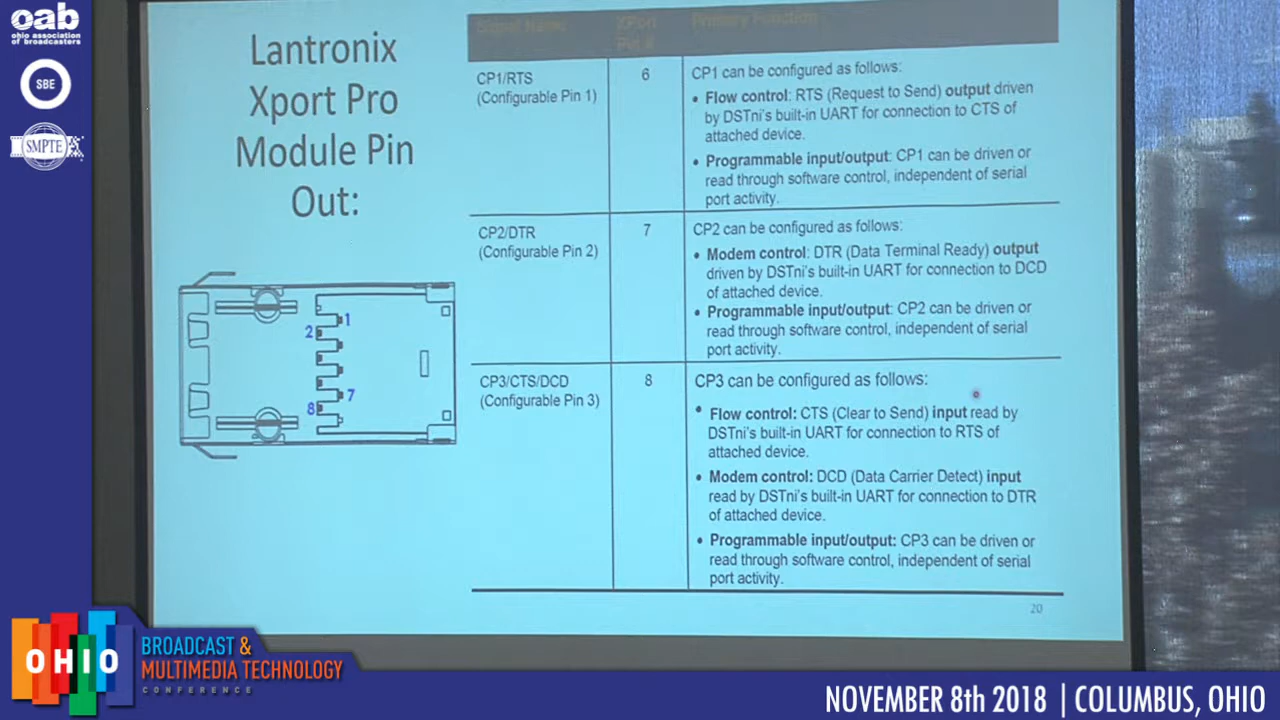 oab
ohio association
of broadcasters
SBE
SMPTE
Lantronix
Xport Pro
Module Pin
Out:
1
2
7
8
Signal Name
XPort
Pin #
Primary Function
CP1/RTS
(Configurable Pin 1)
6
CP1 can be configured as follows:
• Flow control: RTS (Request to Send) output driven
by DSTni's built-in UART for connection to CTS of
attached device.
• Programmable input/output: CP1 can be driven or
read through software control, independent of serial
port activity.
CP2/DTR
(Configurable Pin 2)
7
CP2 can be configured as follows:
• Modem control: DTR (Data Terminal Ready) output
driven by DSTni's built-in UART for connection to DCD
of attached device.
• Programmable input/output: CP2 can be driven or
read through software control, independent of serial
port activity.
CP3/CTS/DCD
(Configurable Pin 3)
8
CP3 can be configured as follows:
• Flow control: CTS (Clear to Send) input read by
DSTni's built-in UART for connection to RTS of
attached device.
• Modem control: DCD (Data Carrier Detect) input
read by DSTni's built-in UART for connection to DTR
of attached device.
• Programmable input/output: CP3 can be driven or
read through software control, independent of serial
port activity.
20
OHIO
BROADCAST &
MULTIMEDIA TECHNOLOGY
CONFERENCE
NOVEMBER 8th 2018 | COLUMBUS, OHIO